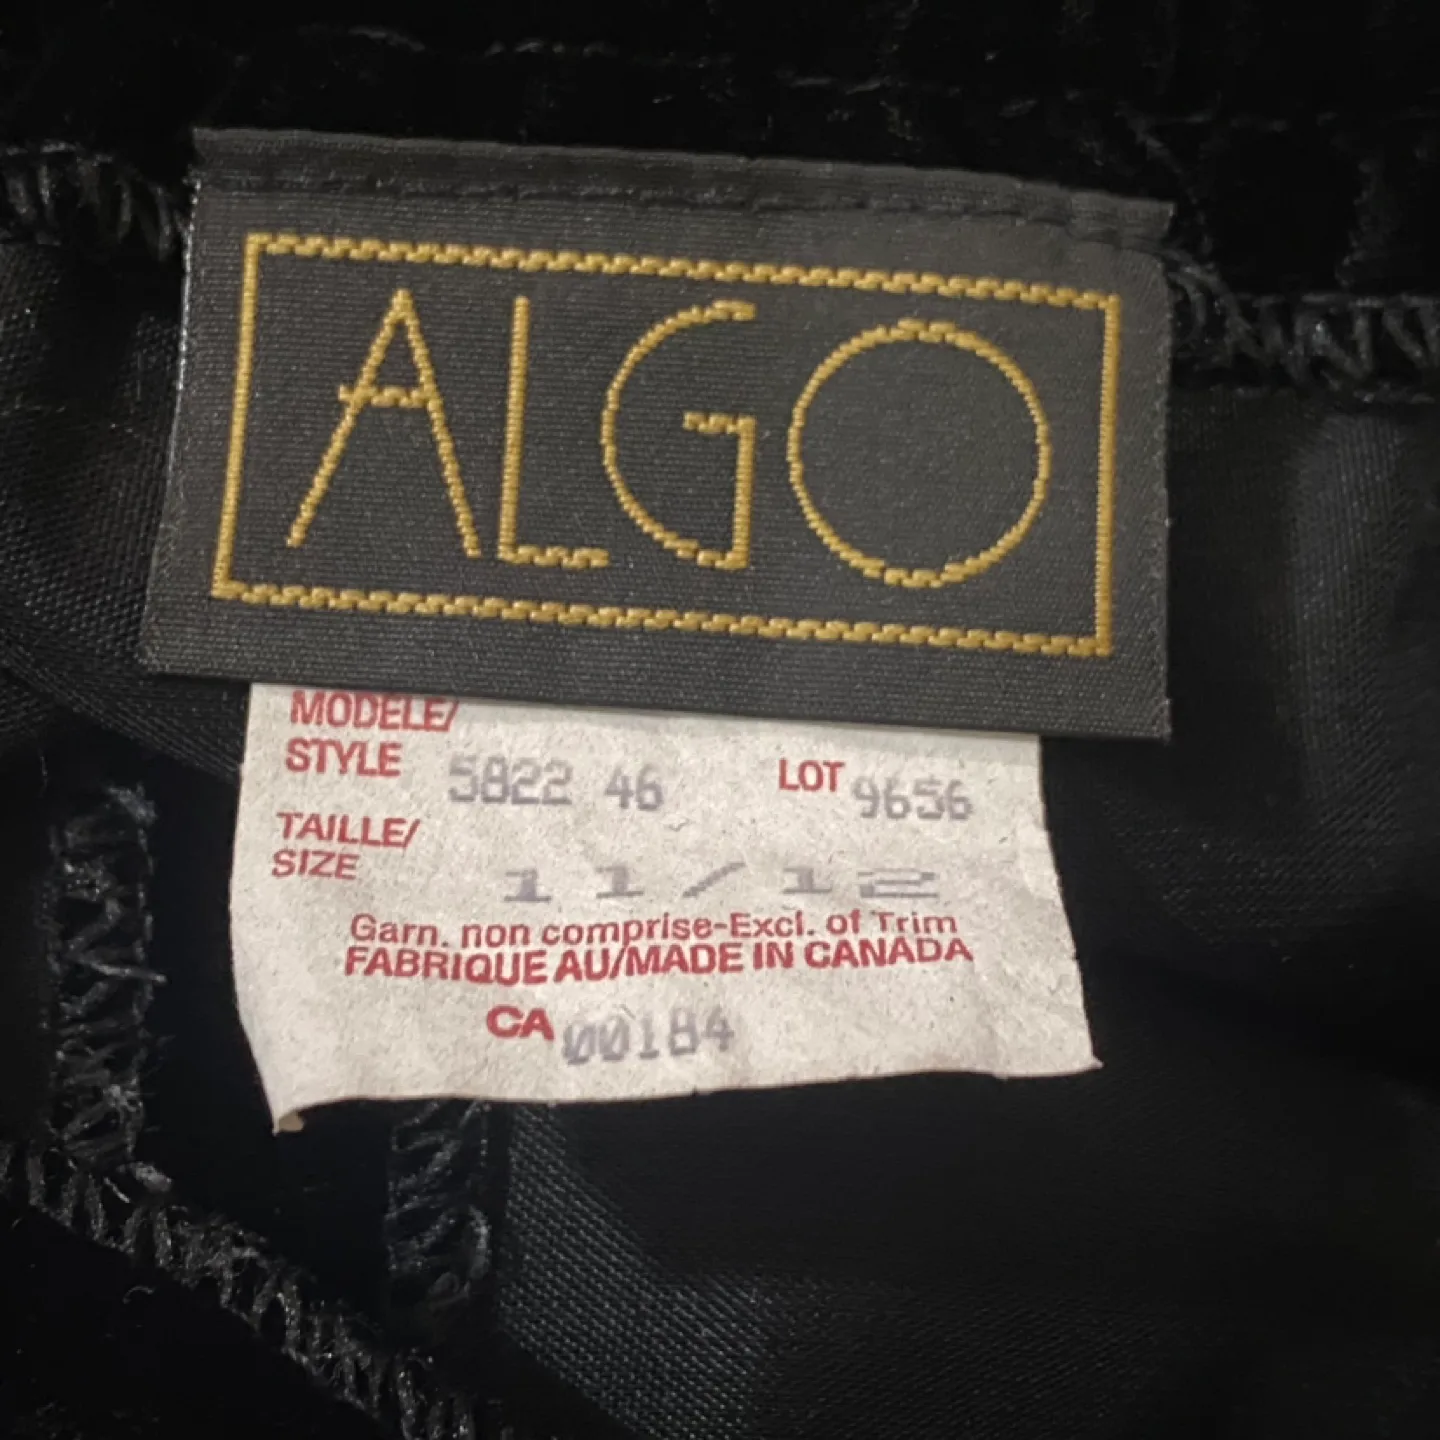 ALGO
MODELE/
STYLE 5822 46 LOT 9656
TAILLE/
SIZE 11/12
Garn. non comprise-Excl. of Trim
FABRIQUE AU/MADE IN CANADA
CA 00184